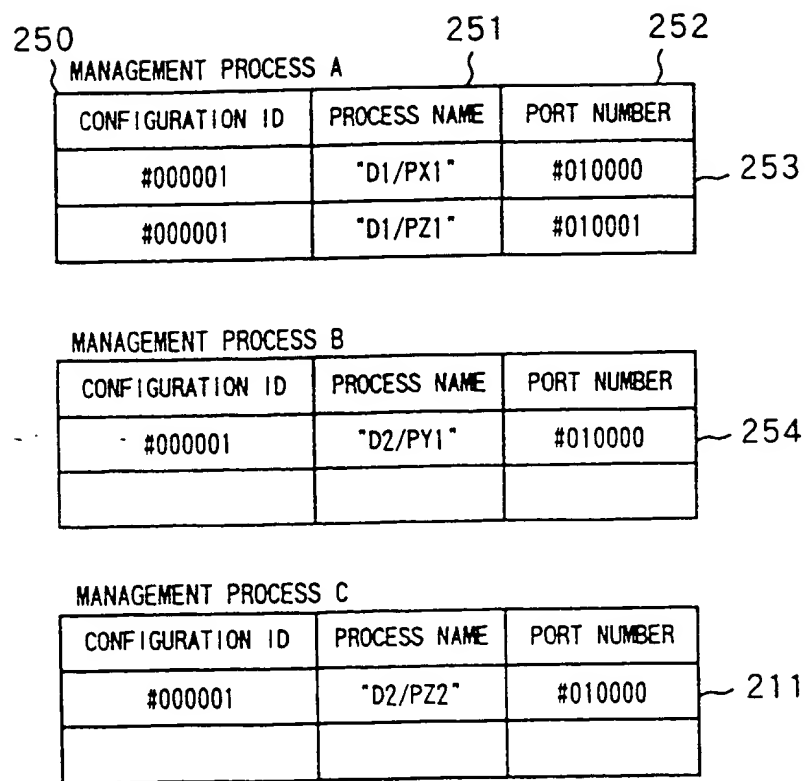 250 251 252
MANAGEMENT PROCESS A
CONFIGURATION ID PROCESS NAME PORT NUMBER
#000001 "D1/PX1" #010000 253
#000001 "D1/PZ1" #010001
MANAGEMENT PROCESS B
CONFIGURATION ID PROCESS NAME PORT NUMBER
#000001 "D2/PY1" #010000 254
MANAGEMENT PROCESS C
CONFIGURATION ID PROCESS NAME PORT NUMBER
#000001 "D2/PZ2" #010000 211